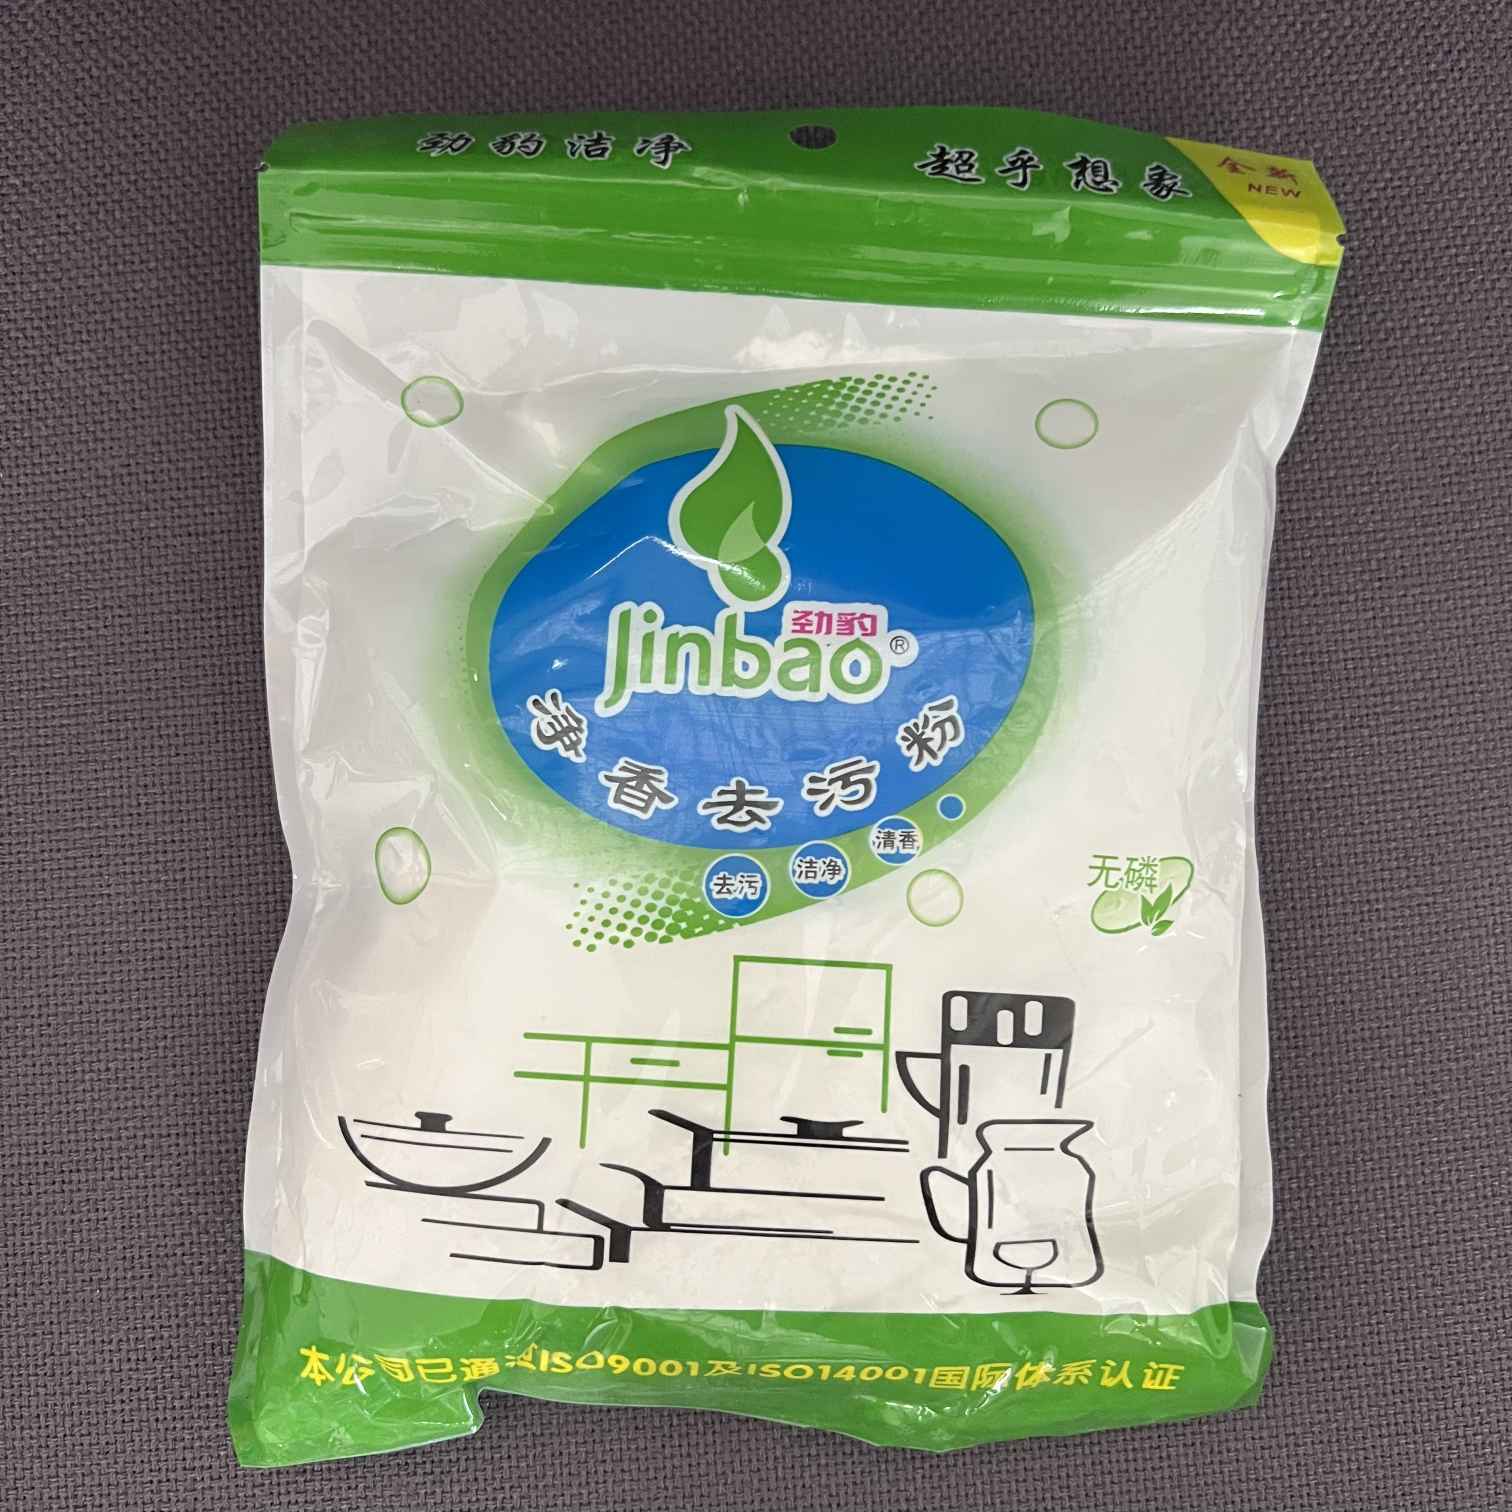 劲豹洁净 超乎想象
全新
NEW
劲豹
Jinbao®
净香去污粉
去污 洁净 清香
无磷
本公司已通过ISO9001及ISO14001国际体系认证